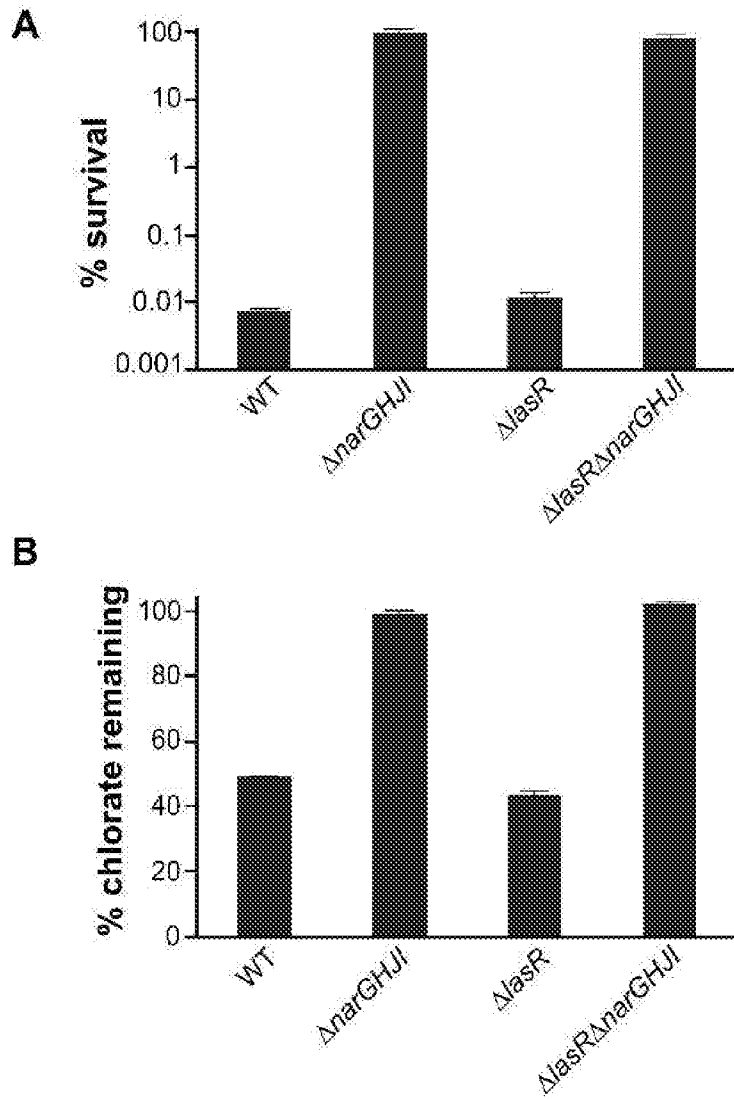 A
% survival
100
10
1
0.1
0.01
0.001
WT
ΔnarGHJI
ΔlasR
ΔlasRΔnarGHJI
B
% chlorate remaining
100
80
60
40
20
0
WT
ΔnarGHJI
ΔlasR
ΔlasRΔnarGHJI